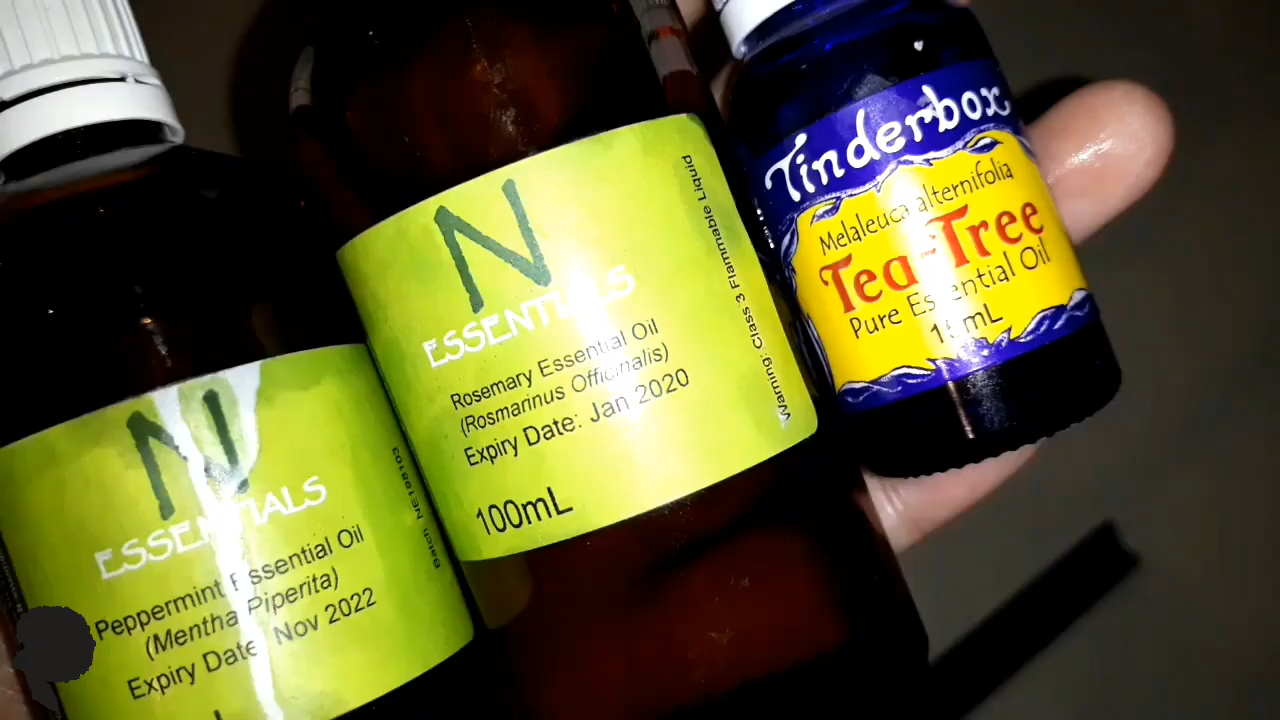 N
ESSENTIALS
Peppermint Essential Oil
(Mentha Piperita)
Expiry Date: Nov 2022
Batch NE198103
N
ESSENTIALS
Rosemary Essential Oil
(Rosmarinus Officinalis)
Expiry Date: Jan 2020
100mL
Warning: Class 3 Flammable Liquid
Tinderbox
Melaleuca alternifolia
Tea-Tree
Pure Essential Oil
15mL